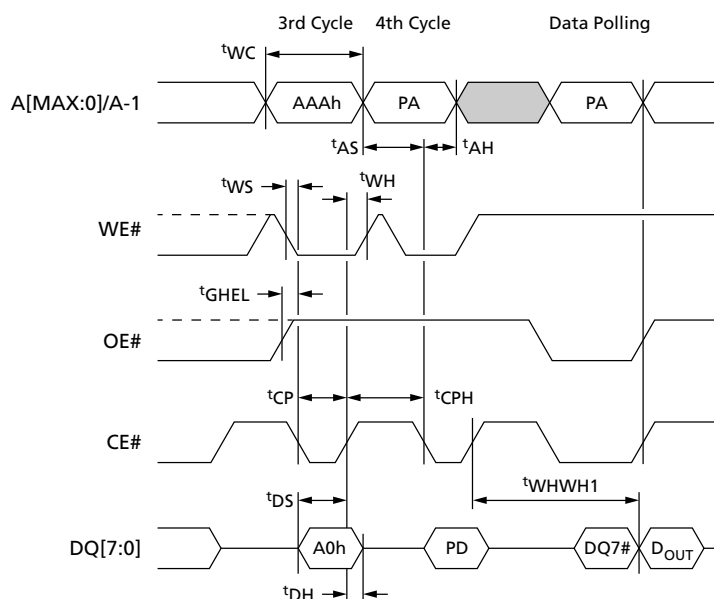 3rd Cycle 4th Cycle Data Polling
tWC
A[MAX:0]/A-1 AAAh PA PA
tAS tAH
tWS tWH
WE#
tGHEL
OE#
tCP tCPH
CE#
tWHWH1
tDS
DQ[7:0] A0h PD DQ7# DOUT
tDH